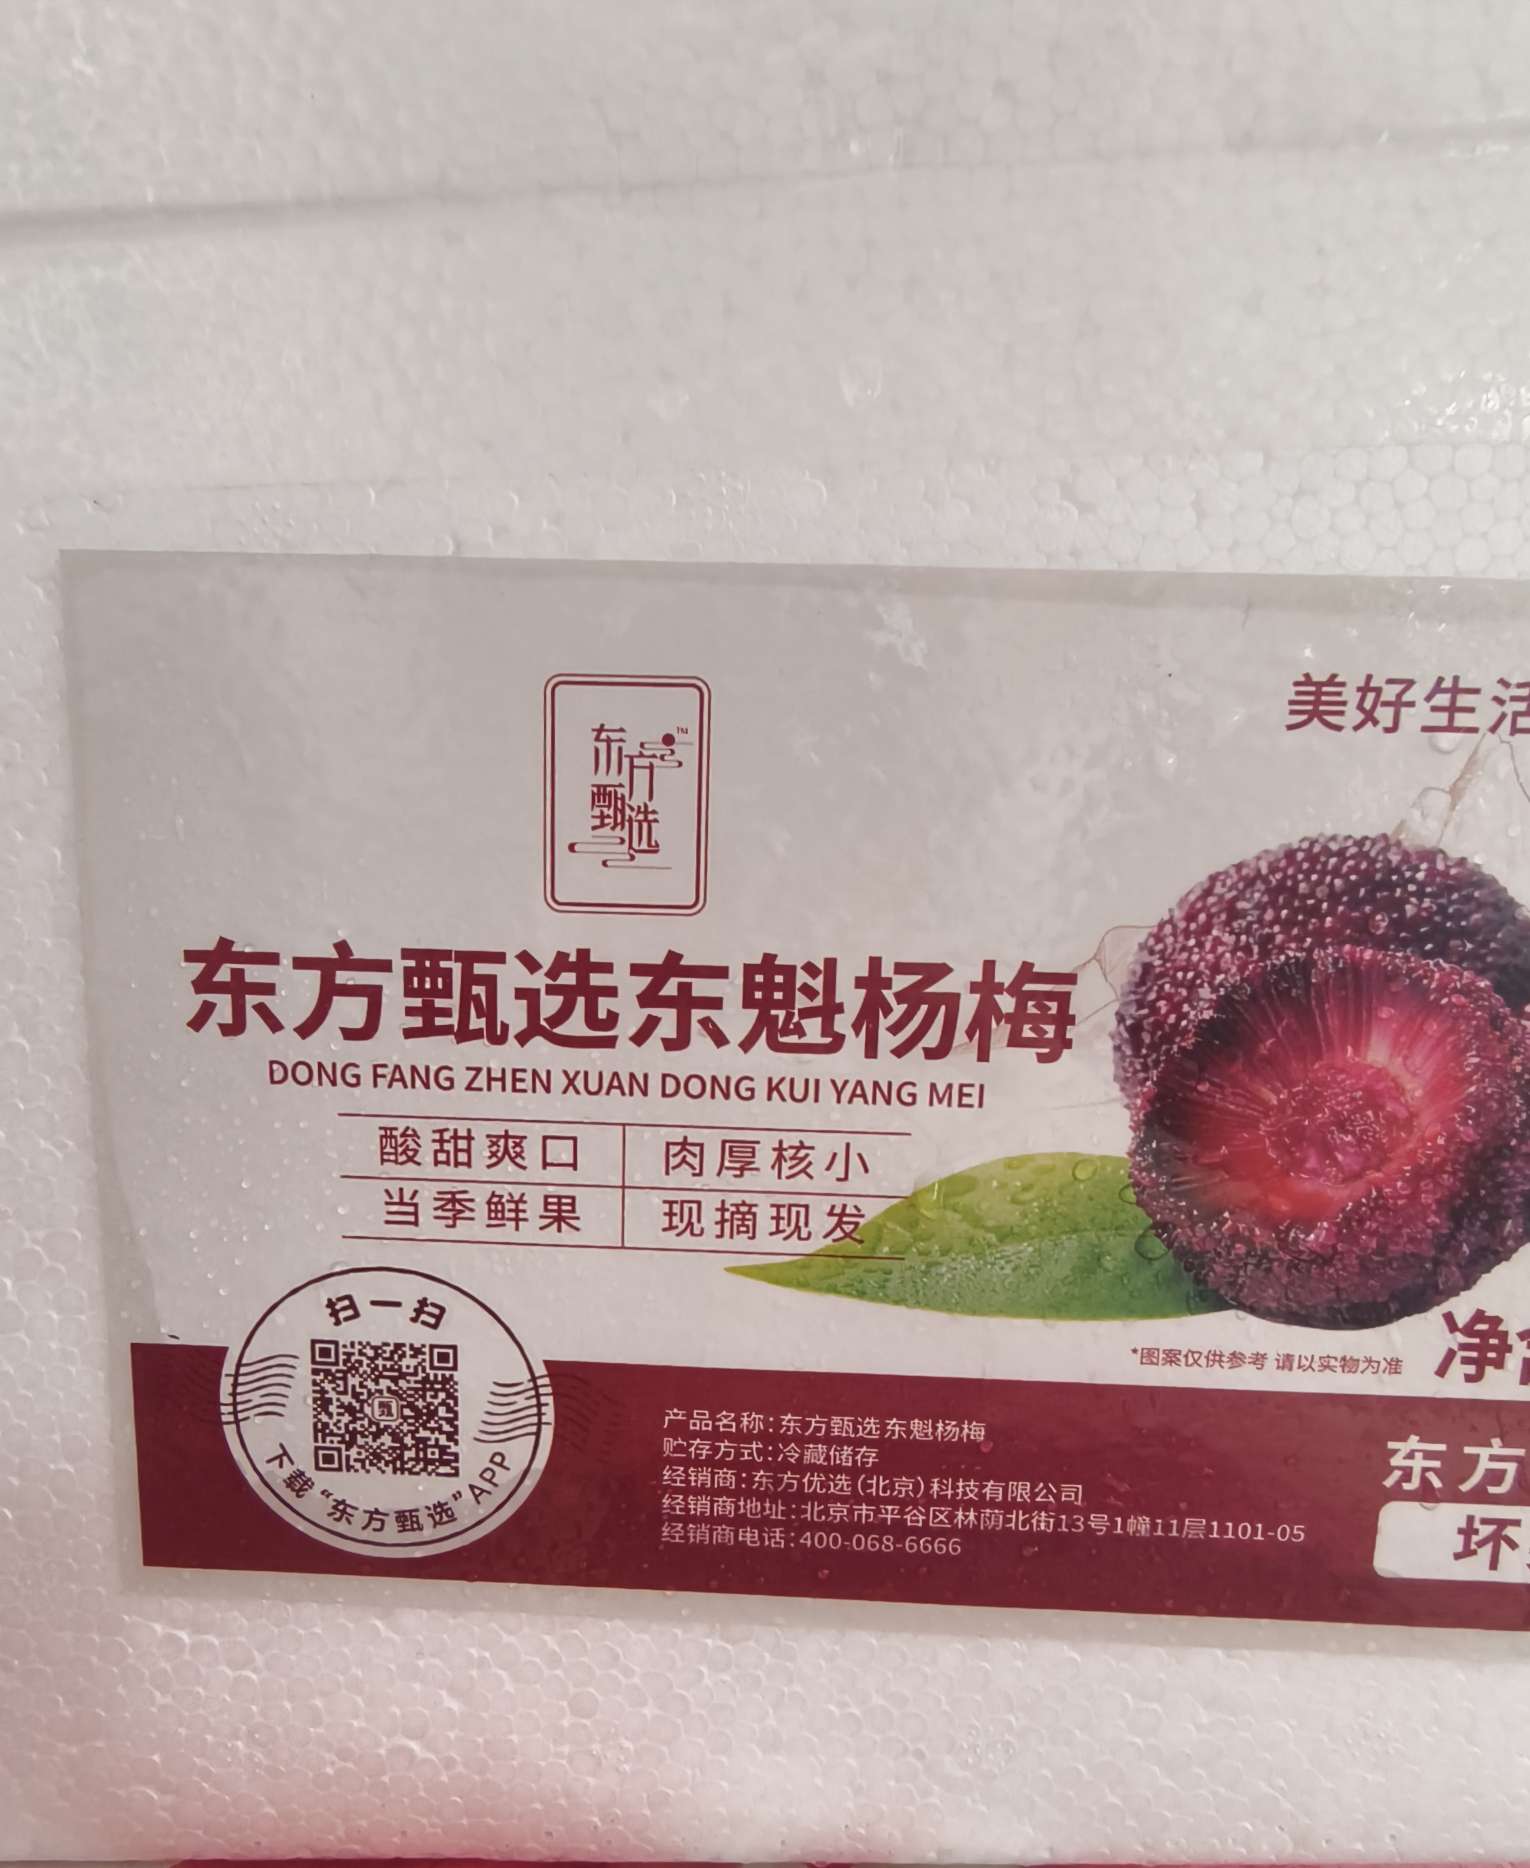 美好生活
东方
甄选
TM
东方甄选东魁杨梅
DONG FANG ZHEN XUAN DONG KUI YANG MEI
酸甜爽口 肉厚核小
当季鲜果 现摘现发
扫一扫
甄
下载“东方甄选”APP
*图案仅供参考 请以实物为准
净
产品名称:东方甄选东魁杨梅
贮存方式:冷藏储存
经销商:东方优选(北京)科技有限公司
经销商地址:北京市平谷区林荫北街13号1幢11层1101-05
经销商电话:400-068-6666
东方
坏